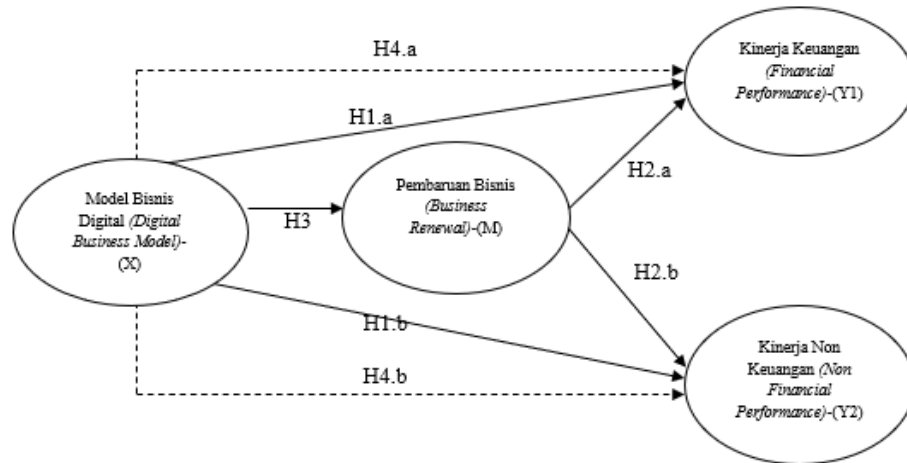 H4.a
Kinerja Keuangan
(Financial
Performance)-(Y1)
H1.a
H2.a
Pembaruan Bisnis
(Business
Renewal)-(M)
Model Bisnis
Digital (Digital
Business Model)-
(X)
H3
H2.b
H1.b
Kinerja Non
Keuangan (Non
Financial
Performance)-(Y2)
H4.b